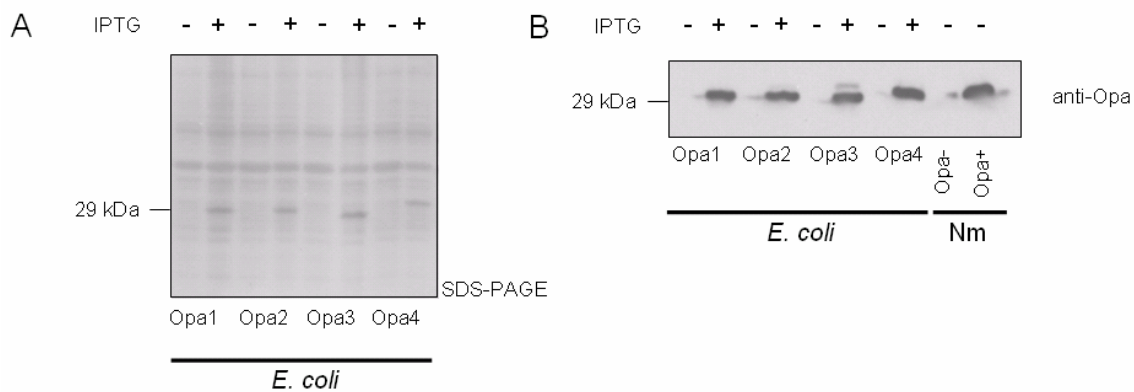 A
IPTG - + - + - + - +
29 kDa
SDS-PAGE
Opa1 Opa2 Opa3 Opa4
E. coli
B
IPTG - + - + - + - + - -
29 kDa
anti-Opa
Opa1 Opa2 Opa3 Opa4 Opa- Opa+
E. coli Nm